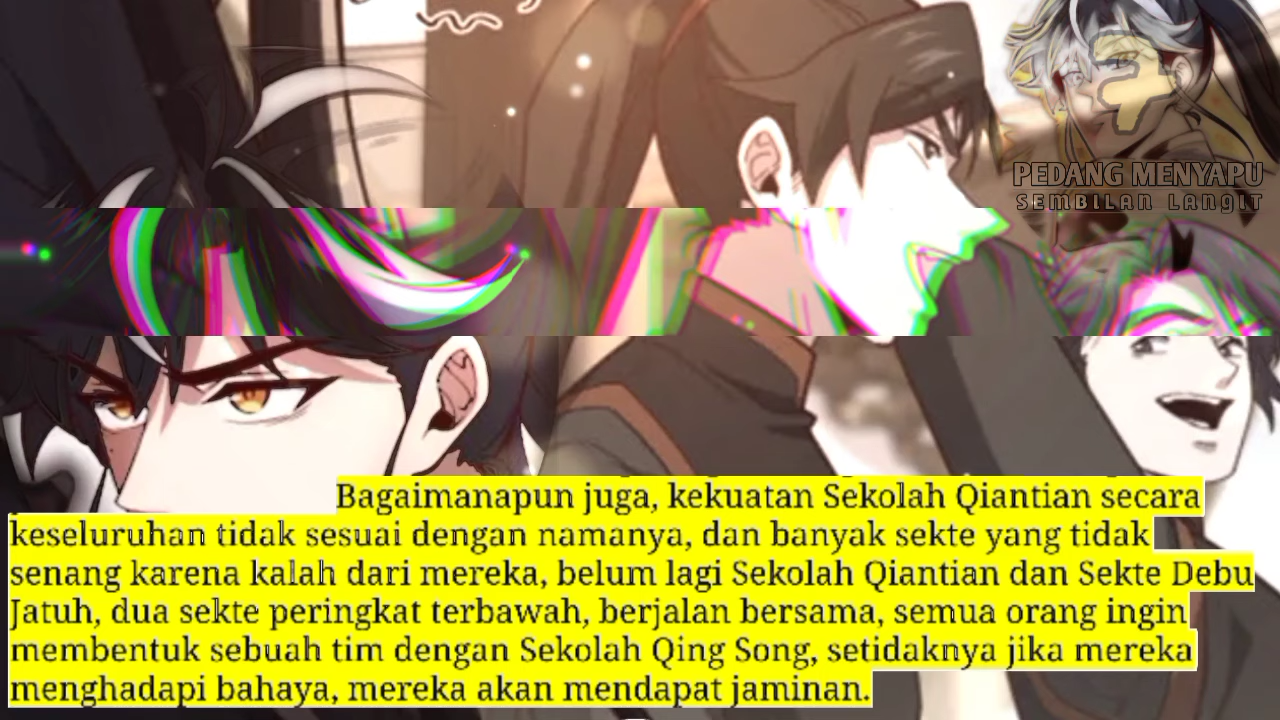 PEDANG MENYAPU
SEMBILAN LANGIT
Bagaimanapun juga, kekuatan Sekolah Qiantian secara
keseluruhan tidak sesuai dengan namanya, dan banyak sekte yang tidak
senang karena kalah dari mereka, belum lagi Sekolah Qiantian dan Sekte Debu
Jatuh, dua sekte peringkat terbawah, berjalan bersama, semua orang ingin
membentuk sebuah tim dengan Sekolah Qing Song, setidaknya jika mereka
menghadapi bahaya, mereka akan mendapat jaminan.